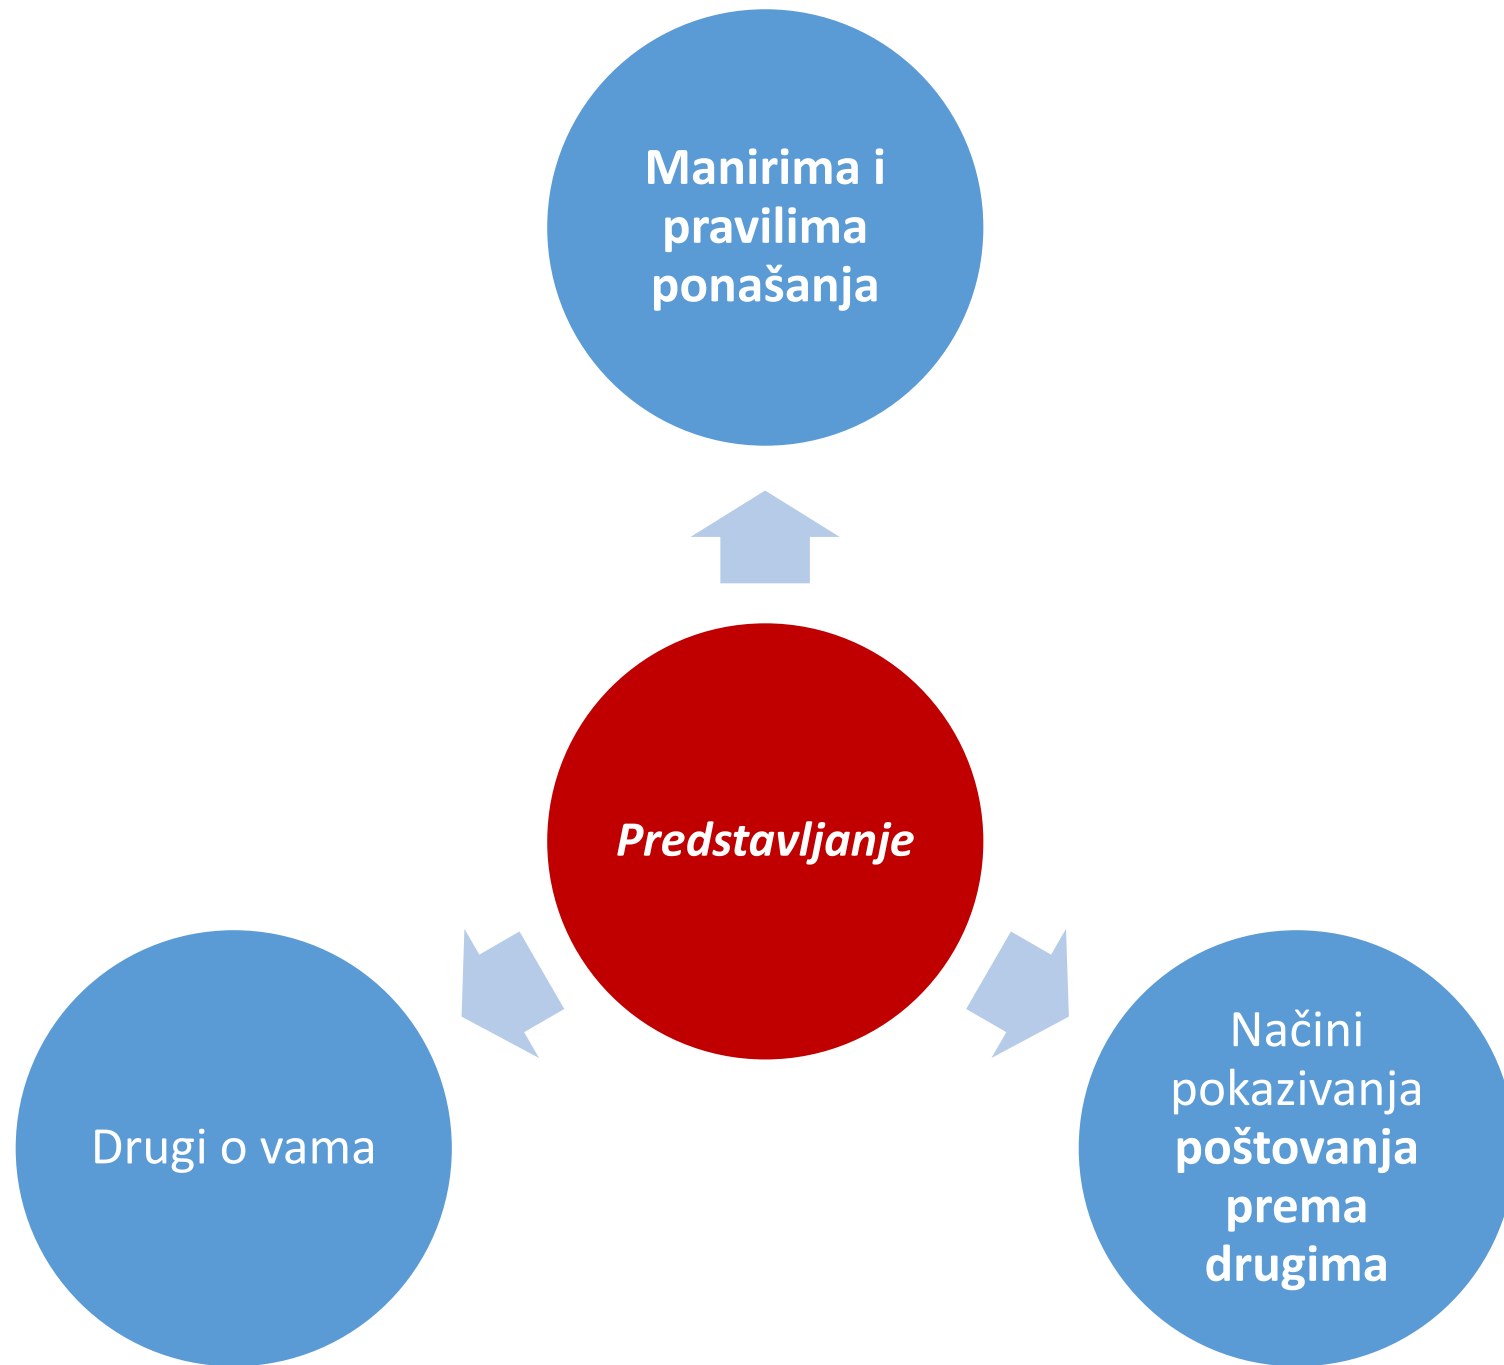 Manirima i
pravilima
ponašanja
Predstavljanje
Drugi o vama
Načini
pokazivanja
poštovanja
prema
drugima